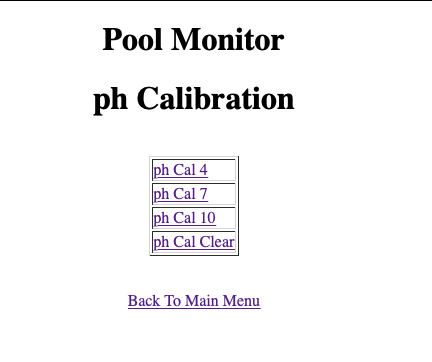 Pool Monitor
ph Calibration
ph Cal 4
ph Cal 7
ph Cal 10
ph Cal Clear
Back To Main Menu